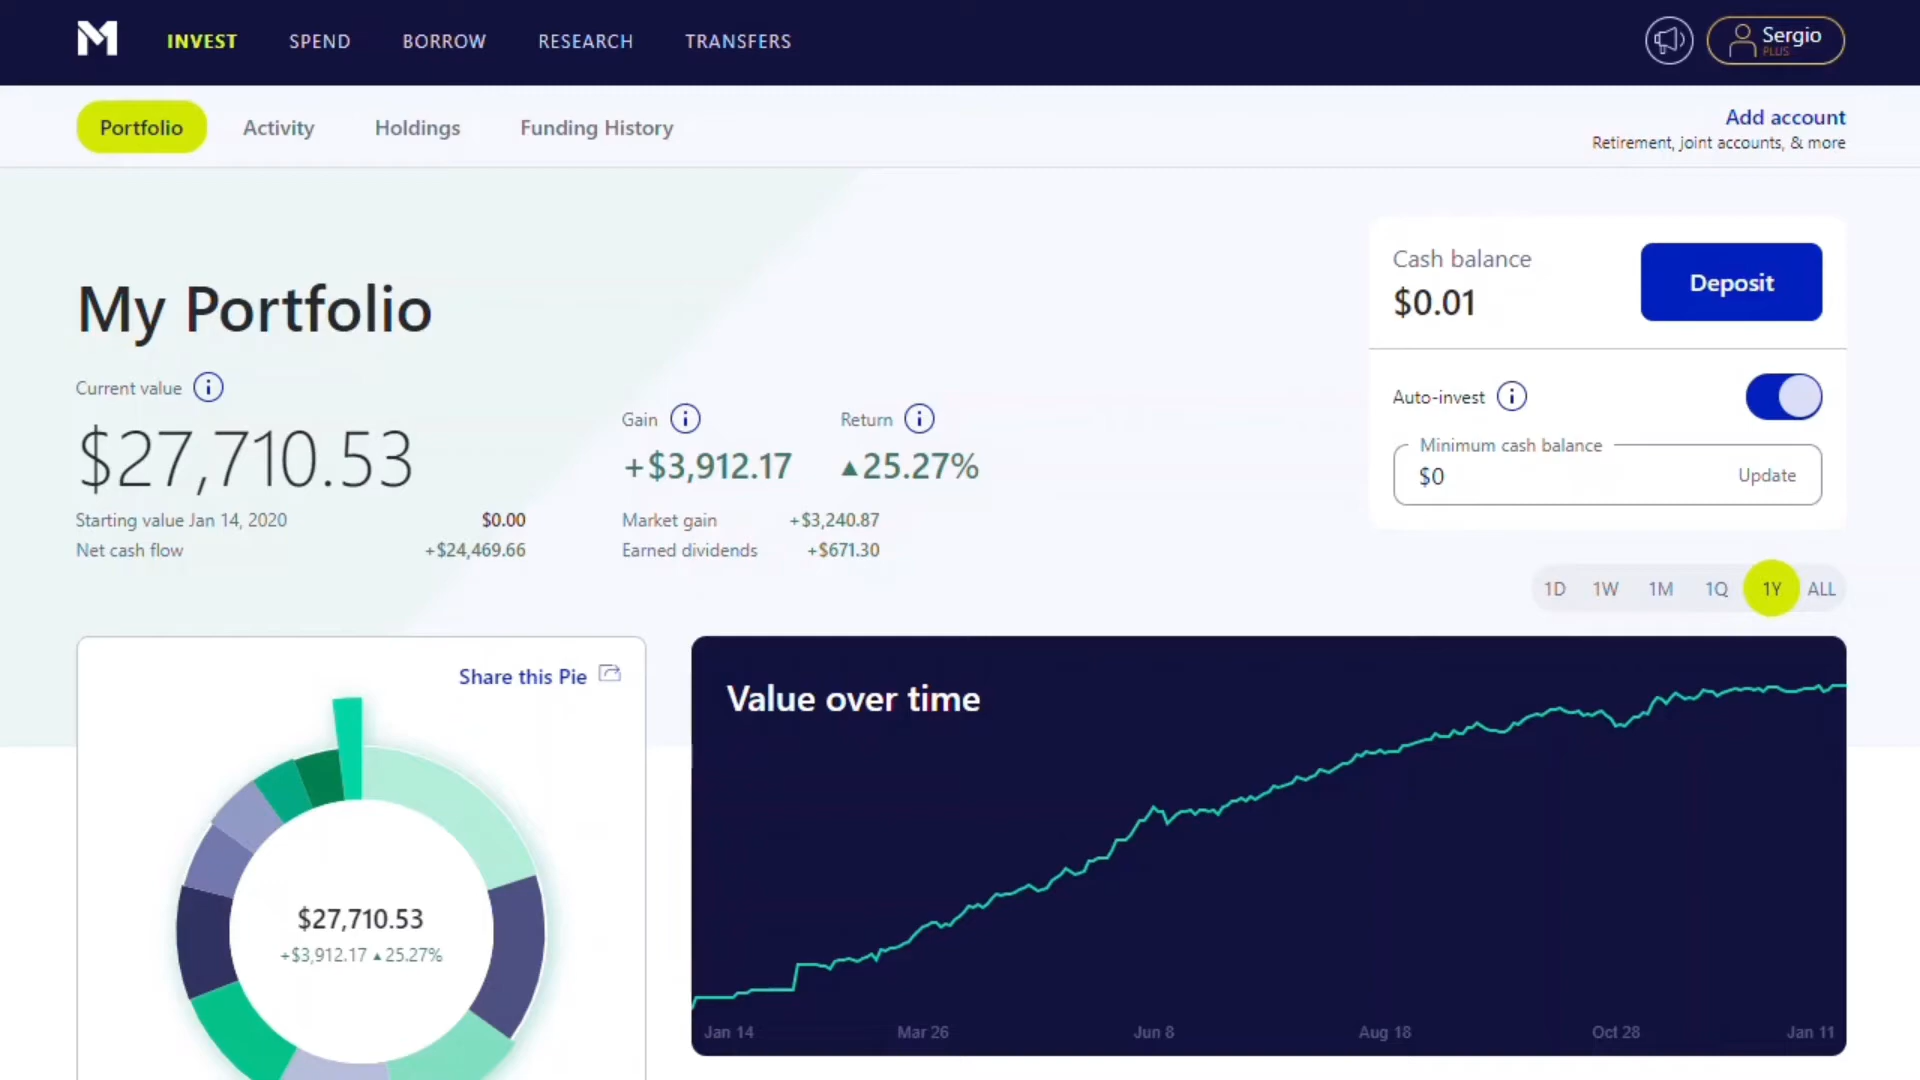 M INVEST SPEND BORROW RESEARCH TRANSFERS Sergio
PLUS
Portfolio Activity Holdings Funding History Add account
Retirement, joint accounts, & more
My Portfolio
Cash balance
$0.01
Deposit
Current value
$27,710.53
Starting value Jan 14, 2020 $0.00
Net cash flow +$24,469.66
Gain Return
+$3,912.17 ▲25.27%
Market gain +$3,240.87
Earned dividends +$671.30
Auto-invest
Minimum cash balance
$0 Update
1D 1W 1M 1Q 1Y ALL
Share this Pie
$27,710.53
+$3,912.17 ▲ 25.27%
Value over time
Jan 14 Mar 26 Jun 8 Aug 18 Oct 28 Jan 11